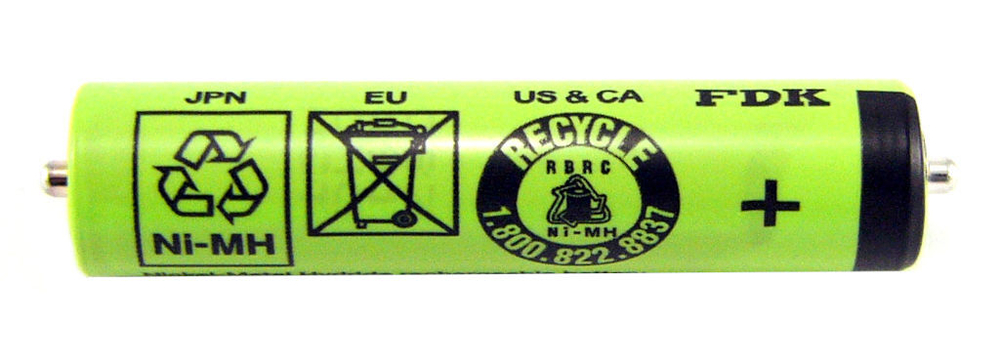 JPN
Ni-MH
EU
US & CA
RECYCLE
RBRC
Ni-MH
1.800.822.8837
FDK
+